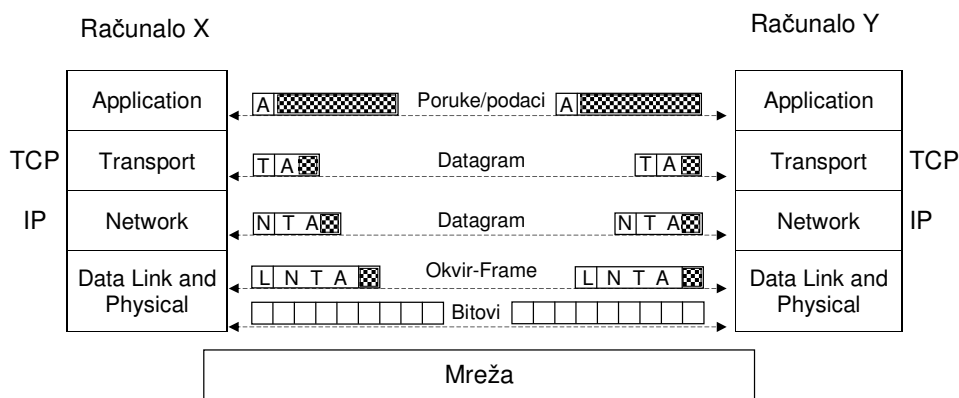 Računalo X
Računalo Y
Application
A
Poruke/podaci
A
Application
TCP
Transport
T A
Datagram
T A
Transport
TCP
IP
Network
N T A
Datagram
N T A
Network
IP
Data Link and
Physical
L N T A
Okvir-Frame
L N T A
Bitovi
Data Link and
Physical
Mreža